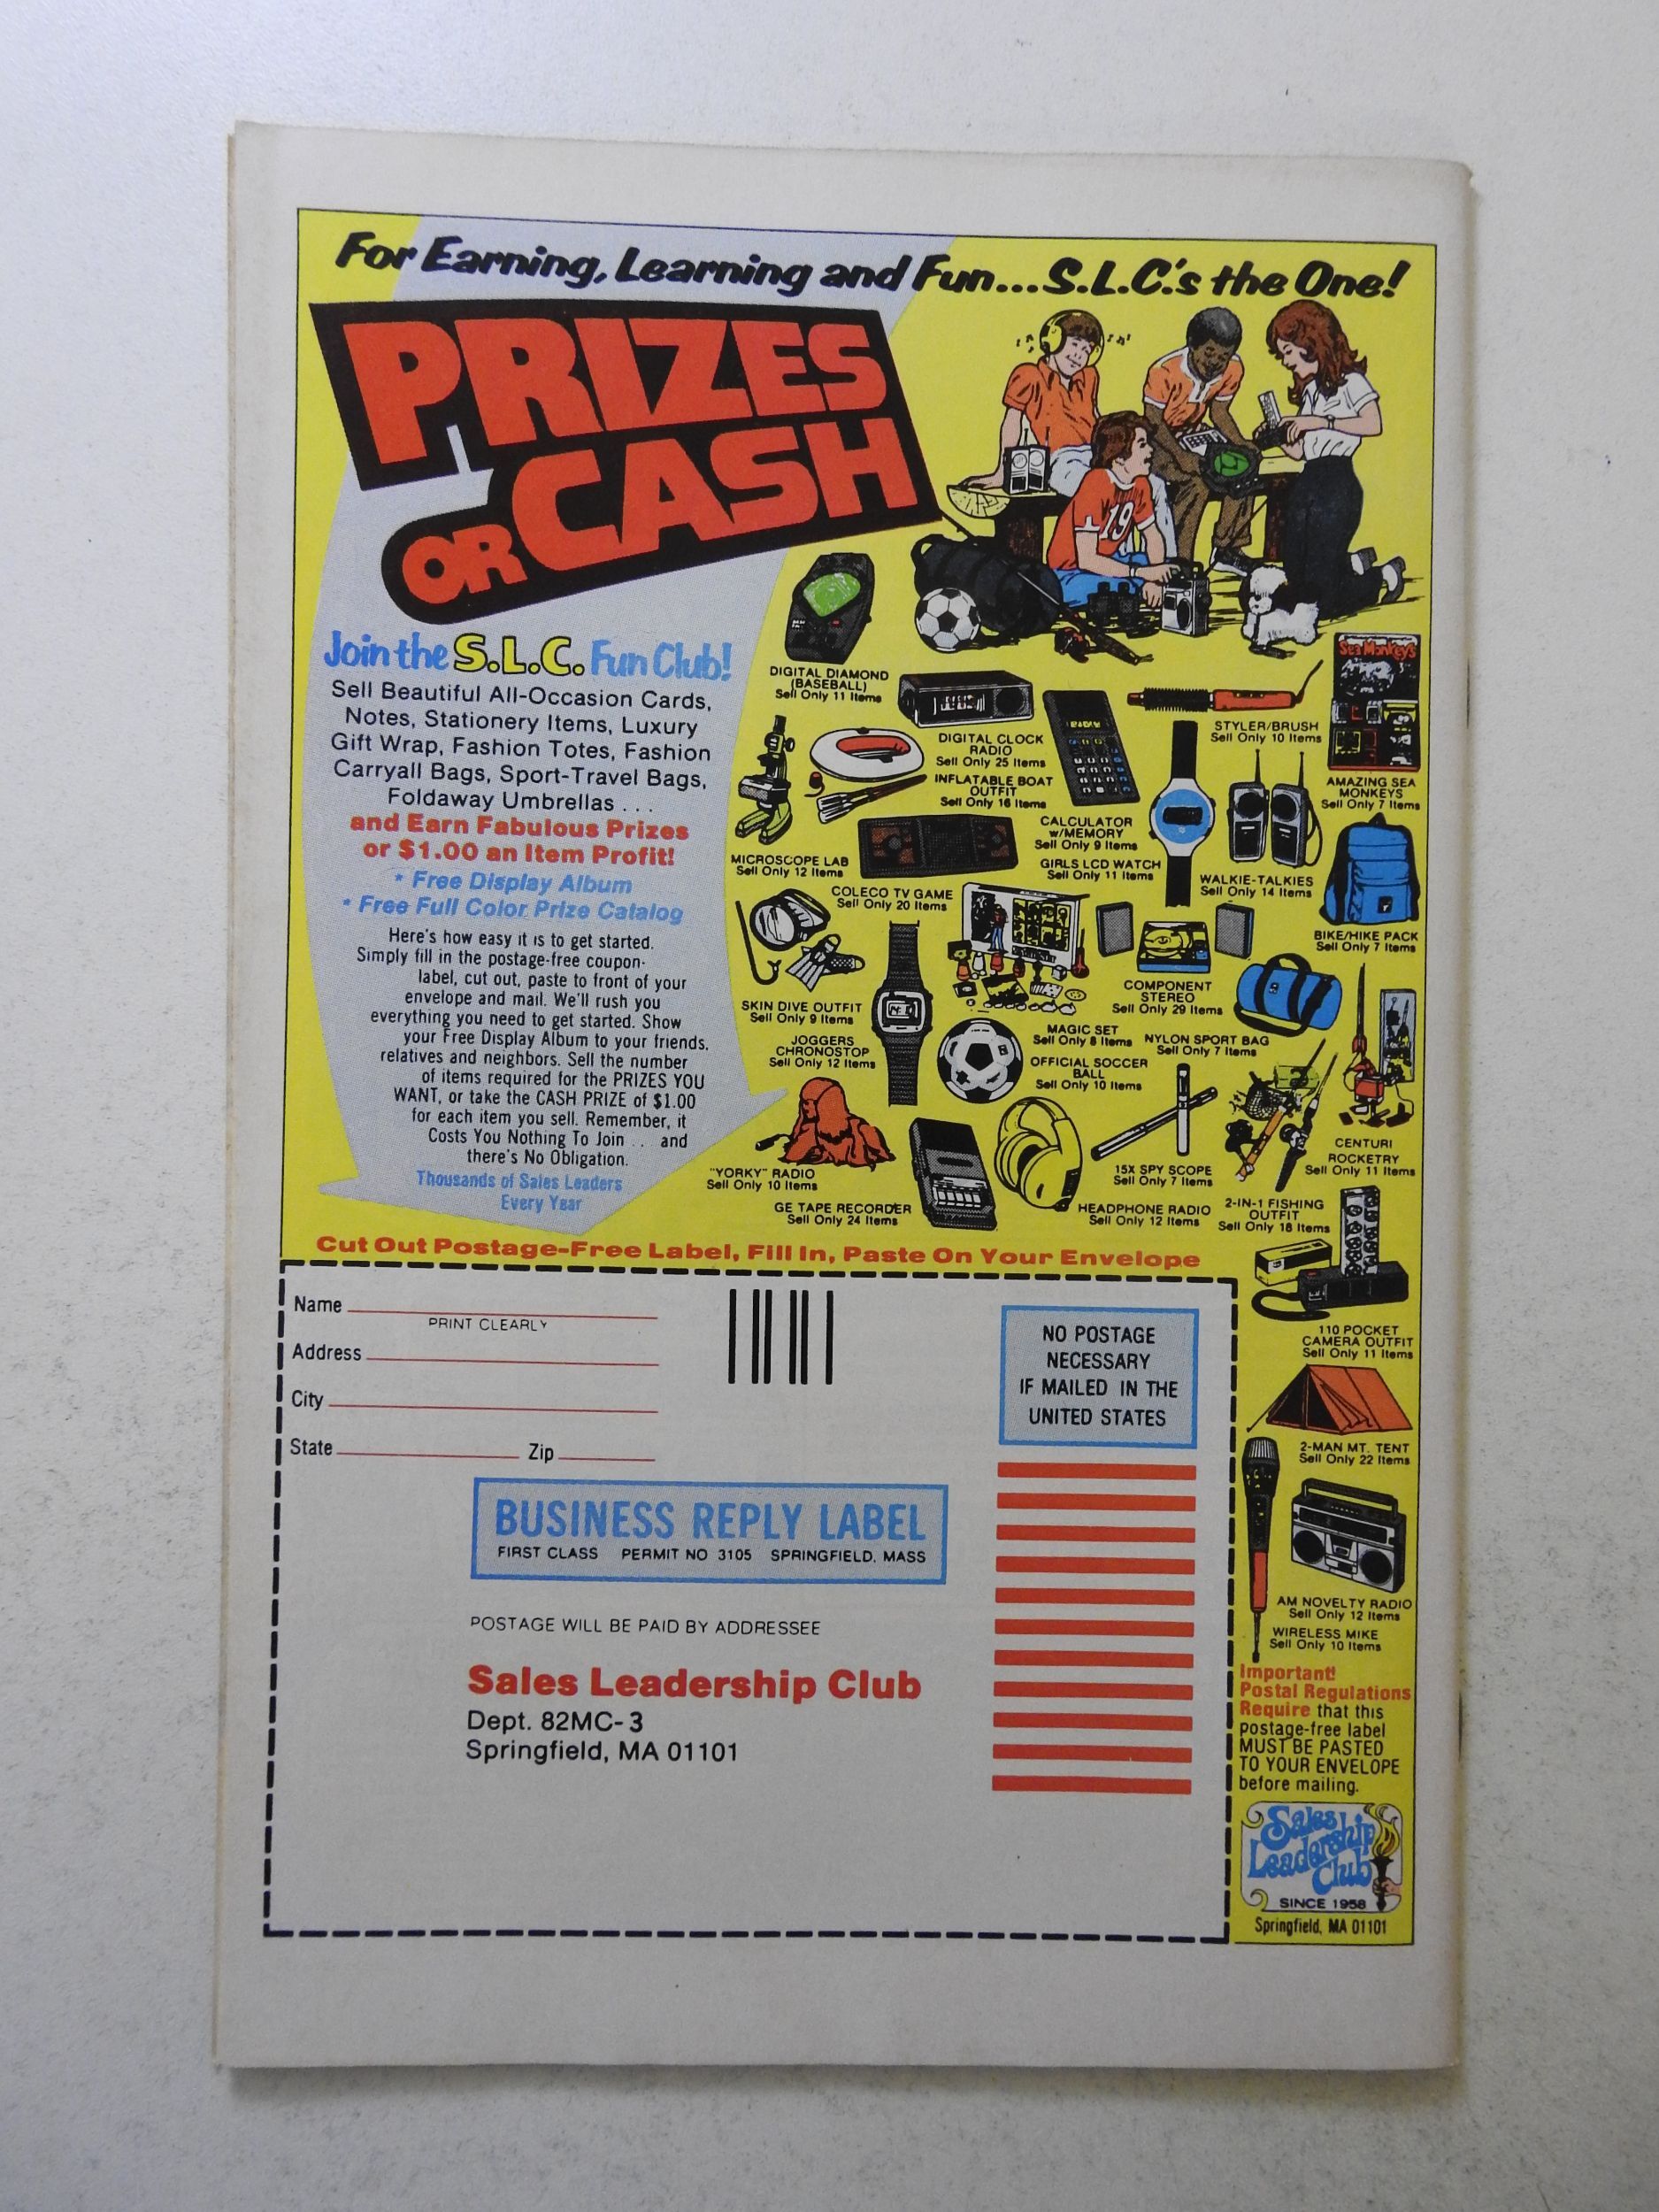 For Earning, Learning and Fun...S.L.C.'s the One!
PRIZES
OR CASH
Join the S.L.C. Fun Club!
Sell Beautiful All-Occasion Cards,
Notes, Stationery Items, Luxury
Gift Wrap, Fashion Totes, Fashion
Carryall Bags, Sport-Travel Bags,
Foldaway Umbrellas . . .
and Earn Fabulous Prizes
or $1.00 an Item Profit!
* Free Display Album
* Free Full Color Prize Catalog
Here's how easy it is to get started.
Simply fill in the postage-free coupon-
label, cut out, paste to front of your
envelope and mail. We'll rush you
everything you need to get started. Show
your Free Display Album to your friends,
relatives and neighbors. Sell the number
of items required for the PRIZES YOU
WANT, or take the CASH PRIZE of $1.00
for each item you sell. Remember, it
Costs You Nothing To Join . . and
there's No Obligation.
Thousands of Sales Leaders
Every Year
19
DIGITAL DIAMOND
(BASEBALL)
Sell Only 11 Items
DIGITAL CLOCK
RADIO
Sell Only 25 Items
STYLER/BRUSH
Sell Only 10 Items
Sea Monkeys
AMAZING SEA
MONKEYS
Sell Only 7 Items
INFLATABLE BOAT
OUTFIT
Sell Only 16 Items
CALCULATOR
w/MEMORY
Sell Only 9 Items
MICROSCOPE LAB
Sell Only 12 Items
GIRLS LCD WATCH
Sell Only 11 Items
WALKIE-TALKIES
Sell Only 14 Items
COLECO TV GAME
Sell Only 20 Items
BIKE/HIKE PACK
Sell Only 7 Items
SKIN DIVE OUTFIT
Sell Only 9 Items
COMPONENT
STEREO
Sell Only 29 Items
JOGGERS
CHRONOSTOP
Sell Only 12 Items
MAGIC SET
Sell Only 8 Items
NYLON SPORT BAG
Sell Only 7 Items
OFFICIAL SOCCER
BALL
Sell Only 10 Items
CENTURI
ROCKETRY
Sell Only 11 Items
"YORKY" RADIO
Sell Only 10 Items
15X SPY SCOPE
Sell Only 7 Items
GE TAPE RECORDER
Sell Only 24 Items
HEADPHONE RADIO
Sell Only 12 Items
2-IN-1 FISHING
OUTFIT
Sell Only 18 Items
110 POCKET
CAMERA OUTFIT
Sell Only 11 Items
2-MAN MT. TENT
Sell Only 22 Items
AM NOVELTY RADIO
Sell Only 12 Items
WIRELESS MIKE
Sell Only 10 Items
Cut Out Postage-Free Label, Fill In, Paste On Your Envelope
Name
PRINT CLEARLY
Address
City
State Zip
NO POSTAGE
NECESSARY
IF MAILED IN THE
UNITED STATES
BUSINESS REPLY LABEL
FIRST CLASS PERMIT NO 3105 SPRINGFIELD, MASS
POSTAGE WILL BE PAID BY ADDRESSEE
Sales Leadership Club
Dept. 82MC-3
Springfield, MA 01101
Important!
Postal Regulations
Require that this
postage-free label
MUST BE PASTED
TO YOUR ENVELOPE
before mailing.
Sales
Leadership
Club
SINCE 1958
Springfield, MA 01101